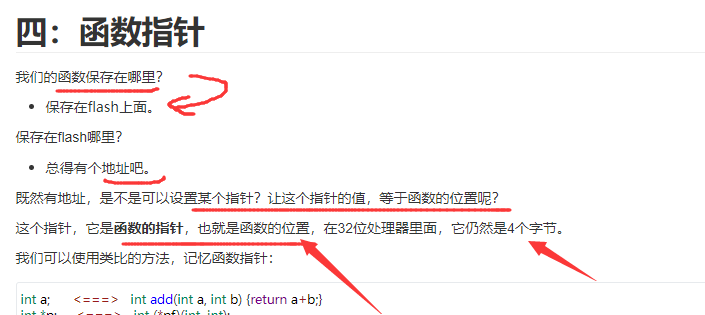 四：函数指针
我们的函数保存在哪里？
• 保存在flash上面。
保存在flash哪里？
• 总得有个地址吧。
既然有地址，是不是可以设置某个指针？让这个指针的值，等于函数的位置呢？
这个指针，它是函数的指针，也就是函数的位置，在32位处理器里面，它仍然是4个字节。
我们可以使用类比的方法，记忆函数指针：
int a; <===> int add(int a, int b) {return a+b;}
int *p; <===> int (*pf)(int, int);